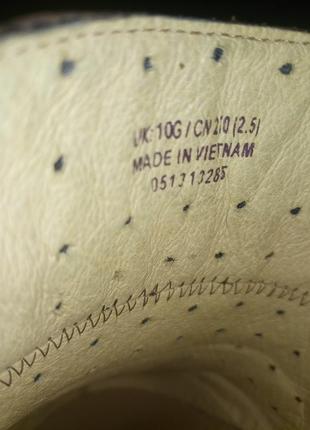 UK: 10G / CN 270 (2.5)
MADE IN VIETNAM
051313285